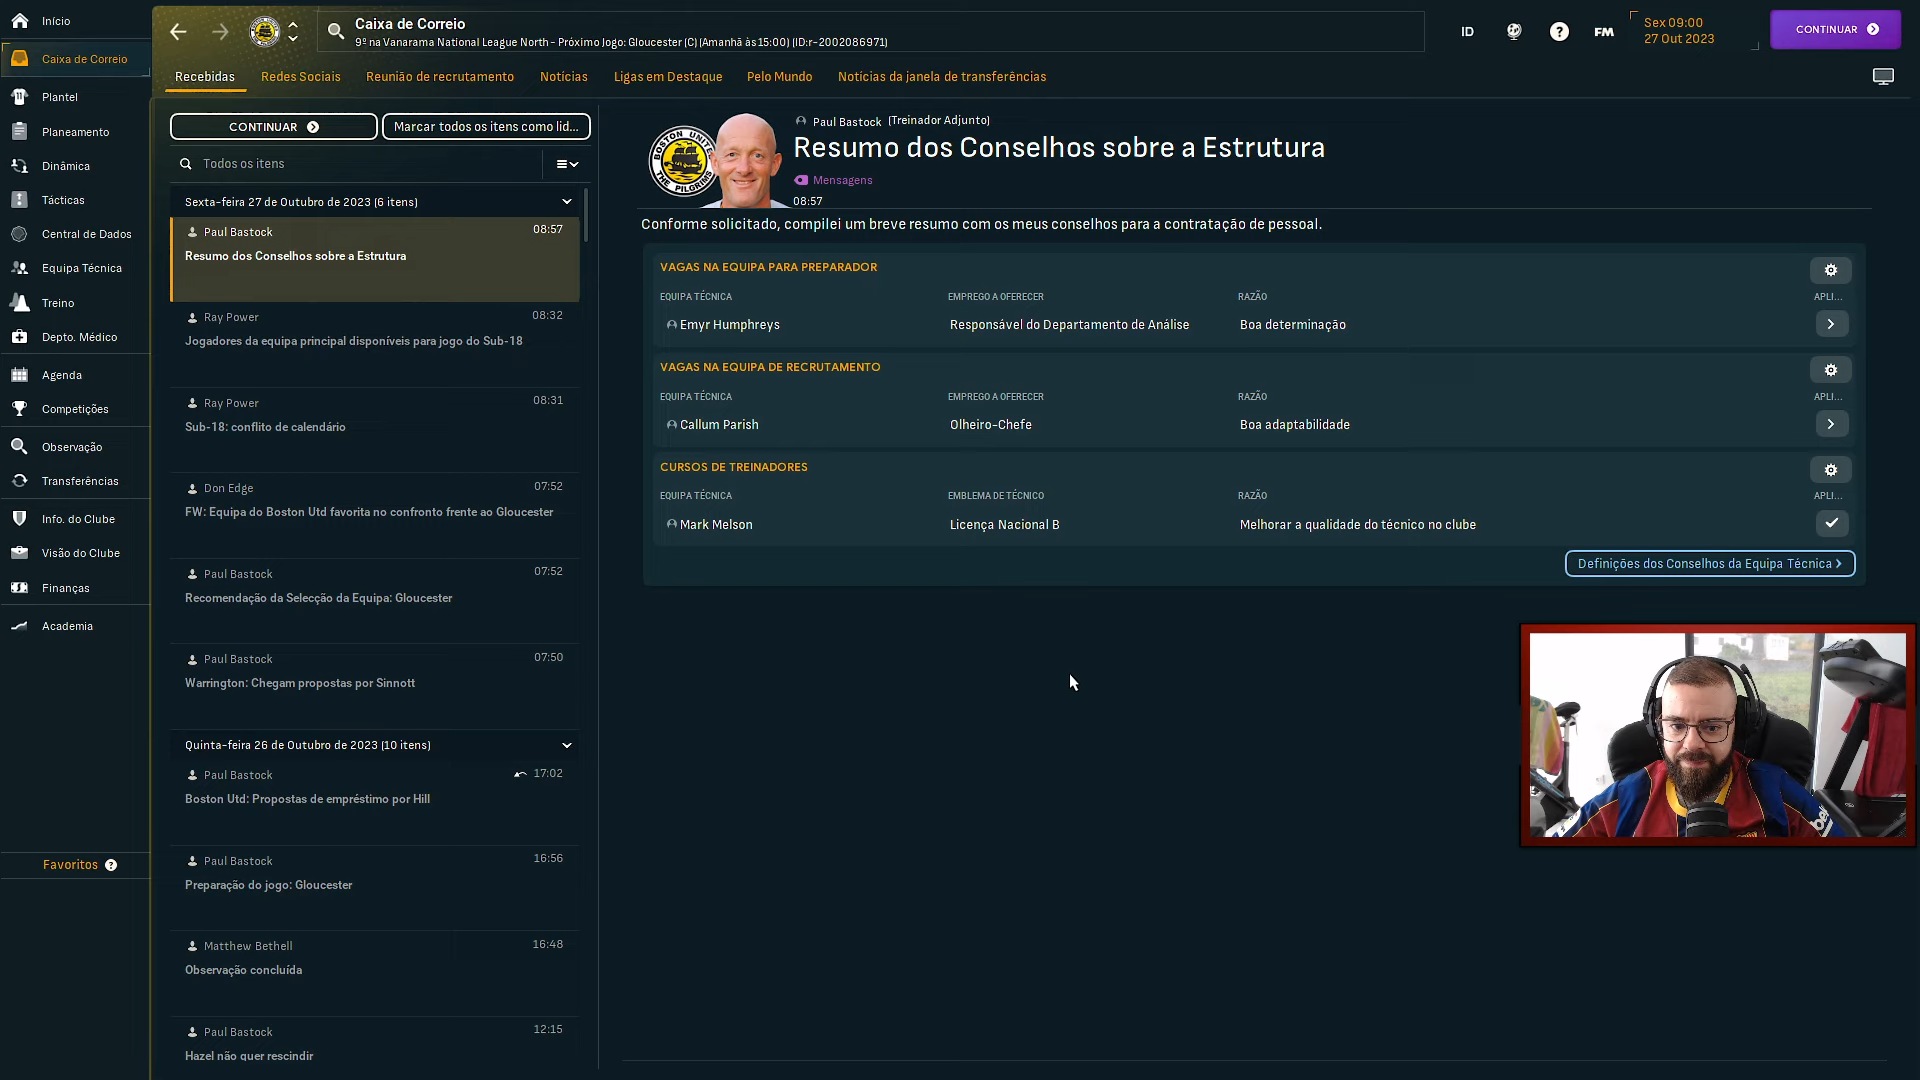 Início
Caixa de Correio
Plantel
Planeamento
Dinâmica
Tácticas
Central de Dados
Equipa Técnica
Treino
Depto. Médico
Agenda
Competições
Observação
Transferências
Info. do Clube
Visão do Clube
Finanças
Academia
Favoritos ?
Caixa de Correio
9º na Vanarama National League North - Próximo Jogo: Gloucester (C) (Amanhã às 15:00) (ID:r-2002086971)
ID
?
FM
Sex 09:00
27 Out 2023
CONTINUAR
Recebidas
Redes Sociais
Reunião de recrutamento
Notícias
Ligas em Destaque
Pelo Mundo
Notícias da janela de transferências
CONTINUAR
Marcar todos os itens como lid...
Todos os itens
Sexta-feira 27 de Outubro de 2023 (6 itens)
Paul Bastock 08:57
Resumo dos Conselhos sobre a Estrutura
Ray Power 08:32
Jogadores da equipa principal disponíveis para jogo do Sub-18
Ray Power 08:31
Sub-18: conflito de calendário
Don Edge 07:52
FW: Equipa do Boston Utd favorita no confronto frente ao Gloucester
Paul Bastock 07:52
Recomendação da Selecção da Equipa: Gloucester
Paul Bastock 07:50
Warrington: Chegam propostas por Sinnott
Quinta-feira 26 de Outubro de 2023 (10 itens)
Paul Bastock 17:02
Boston Utd: Propostas de empréstimo por Hill
Paul Bastock 16:56
Preparação do jogo: Gloucester
Matthew Bethell 16:48
Observação concluída
Paul Bastock 12:15
Hazel não quer rescindir
BOSTON UNITED
THE PILGRIMS
Paul Bastock (Treinador Adjunto)
Resumo dos Conselhos sobre a Estrutura
Mensagens
08:57
Conforme solicitado, compilei um breve resumo com os meus conselhos para a contratação de pessoal.
VAGAS NA EQUIPA PARA PREPARADOR
EQUIPA TÉCNICA EMPREGO A OFERECER RAZÃO APLI...
Emyr Humphreys Responsável do Departamento de Análise Boa determinação
VAGAS NA EQUIPA DE RECRUTAMENTO
EQUIPA TÉCNICA EMPREGO A OFERECER RAZÃO APLI...
Callum Parish Olheiro-Chefe Boa adaptabilidade
CURSOS DE TREINADORES
EQUIPA TÉCNICA EMBLEMA DE TÉCNICO RAZÃO APLI...
Mark Melson Licença Nacional B Melhorar a qualidade do técnico no clube
Definições dos Conselhos da Equipa Técnica >